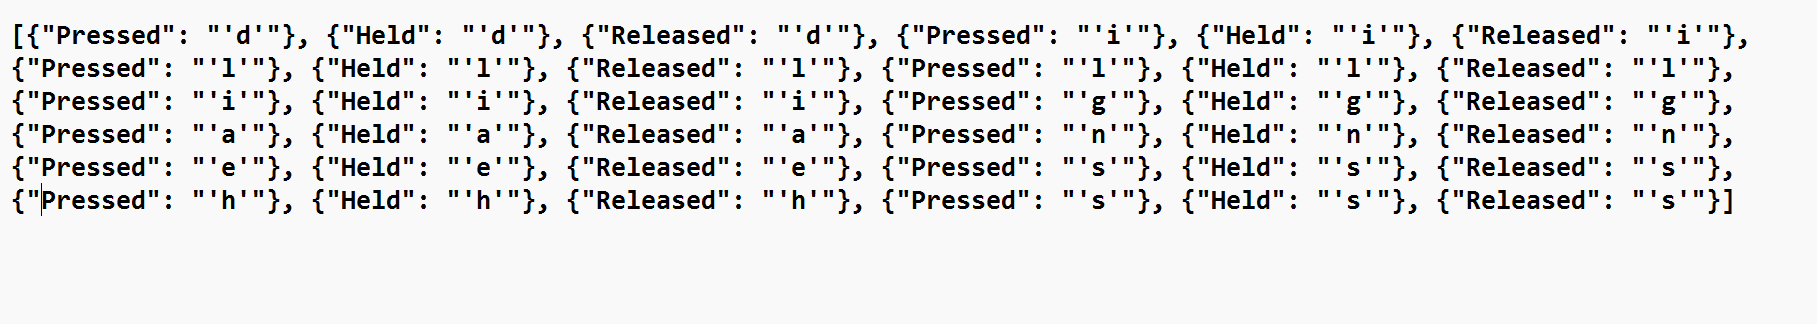 [{"Pressed": "'d'"}, {"Held": "'d'"}, {"Released": "'d'"}, {"Pressed": "'i'"}, {"Held": "'i'"}, {"Released": "'i'"},
{"Pressed": "'l'"}, {"Held": "'l'"}, {"Released": "'l'"}, {"Pressed": "'l'"}, {"Held": "'l'"}, {"Released": "'l'"},
{"Pressed": "'i'"}, {"Held": "'i'"}, {"Released": "'i'"}, {"Pressed": "'g'"}, {"Held": "'g'"}, {"Released": "'g'"},
{"Pressed": "'a'"}, {"Held": "'a'"}, {"Released": "'a'"}, {"Pressed": "'n'"}, {"Held": "'n'"}, {"Released": "'n'"},
{"Pressed": "'e'"}, {"Held": "'e'"}, {"Released": "'e'"}, {"Pressed": "'s'"}, {"Held": "'s'"}, {"Released": "'s'"},
{"Pressed": "'h'"}, {"Held": "'h'"}, {"Released": "'h'"}, {"Pressed": "'s'"}, {"Held": "'s'"}, {"Released": "'s'"}]